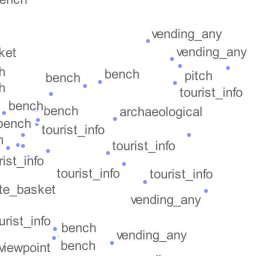 bench
vending_any
vending_any
ket
h
bench
bench
pitch
h
tourist_info
bench
bench
archaeological
bench
tourist_info
n
tourist_info
rist_info
tourist_info
tourist_info
te_basket
vending_any
urist_info
bench
vending_any
viewpoint
bench